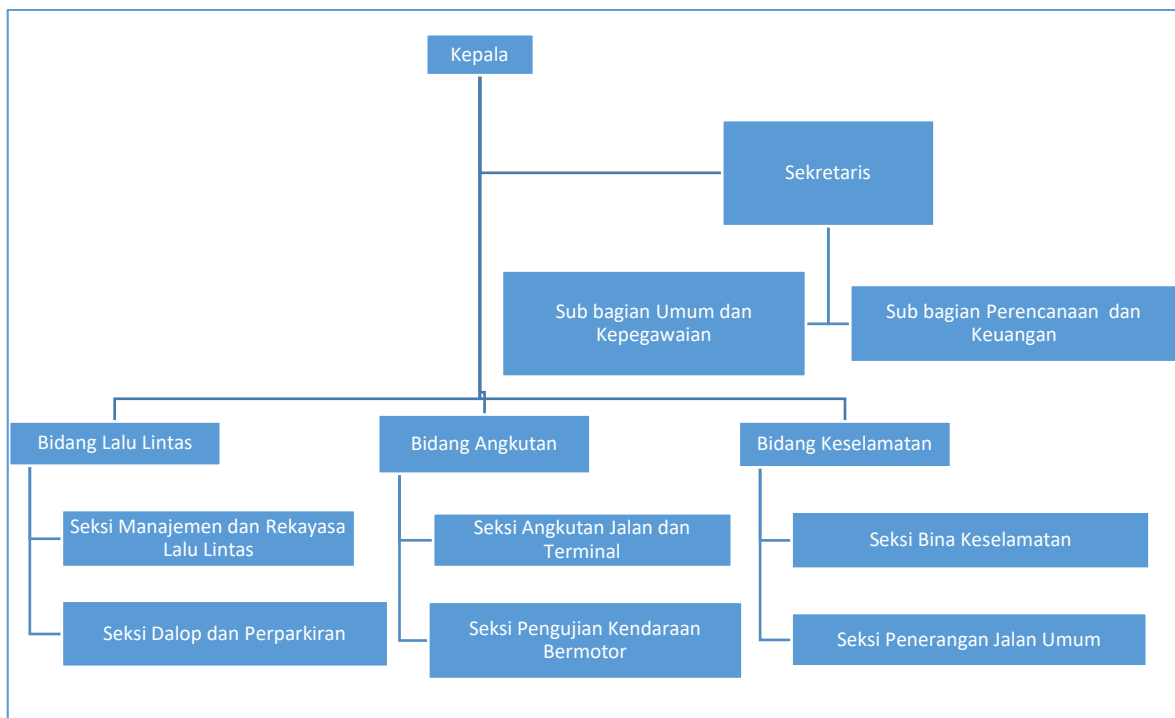 Kepala
Sekretaris
Sub bagian Umum dan
Kepegawaian
Sub bagian Perencanaan  dan
Keuangan
Bidang Lalu Lintas
Bidang Angkutan
Bidang Keselamatan
Seksi Manajemen dan Rekayasa
Lalu Lintas
Seksi Angkutan Jalan dan
Terminal
Seksi Bina Keselamatan
Seksi Dalop dan Perparkiran
Seksi Pengujian Kendaraan
Bermotor
Seksi Penerangan Jalan Umum